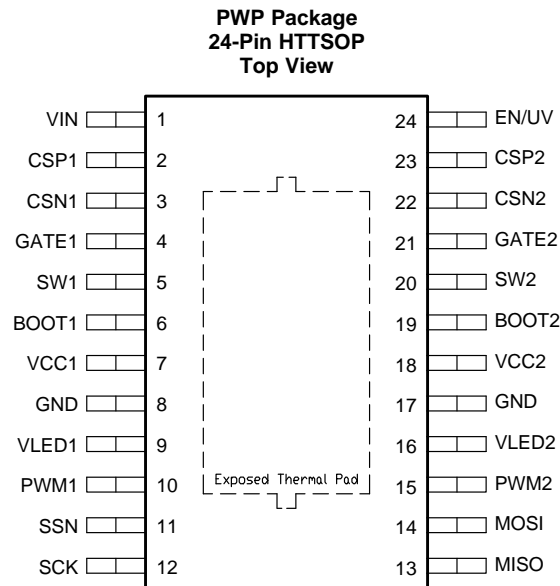 PWP Package
24-Pin HTTSOP
Top View
VIN 1 24 EN/UV
CSP1 2 23 CSP2
CSN1 3 22 CSN2
GATE1 4 21 GATE2
SW1 5 20 SW2
BOOT1 6 19 BOOT2
VCC1 7 18 VCC2
GND 8 17 GND
VLED1 9 16 VLED2
PWM1 10 Exposed Thermal Pad 15 PWM2
SSN 11 14 MOSI
SCK 12 13 MISO